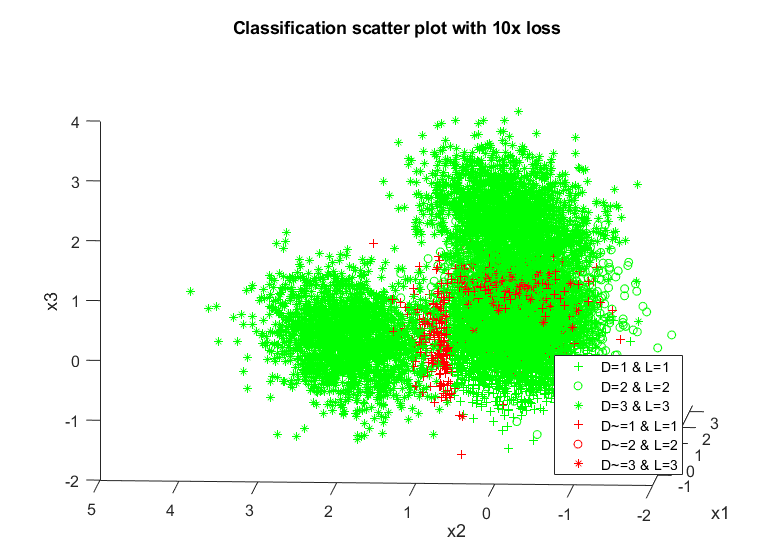 Classification scatter plot with 10x loss
4
3
2
1
0
-1
-2
x3
5
4
3
2
1
0
-1
-2
x2
3
2
1
0
-1
x1
D=1 & L=1
D=2 & L=2
D=3 & L=3
D~=1 & L=1
D~=2 & L=2
D~=3 & L=3